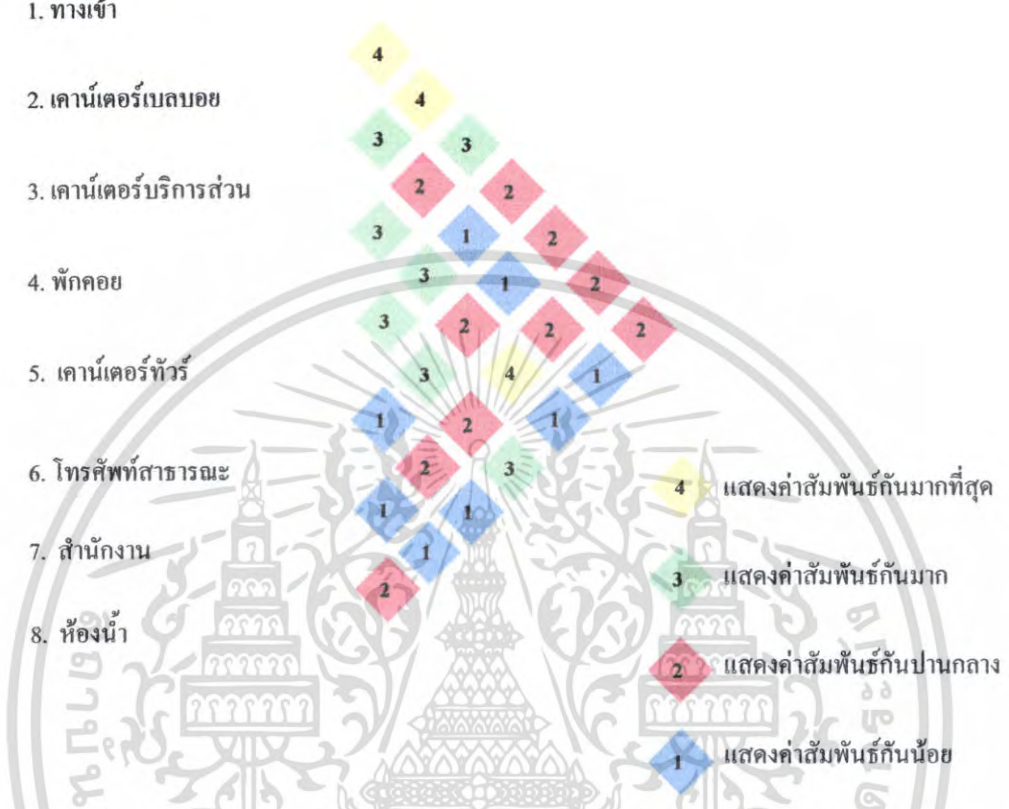 1. ทางเข้า
4
2. เคาน์เตอร์เบลบอย 4
3 3
3. เคาน์เตอร์บริการส่วน 2 2
3 1 2
4. พักคอย 3 1 2
3 2 2 2
5. เคาน์เตอร์ทัวร์ 3 4 1
1 2 1
6. โทรศัพท์สาธารณะ 2 3
4 แสดงค่าสัมพันธ์กันมากที่สุด
1 1
7. สำนักงาน 1
3 แสดงค่าสัมพันธ์กันมาก
2
8. ห้องน้ำ
2 แสดงค่าสัมพันธ์กันปานกลาง
1 แสดงค่าสัมพันธ์กันน้อย